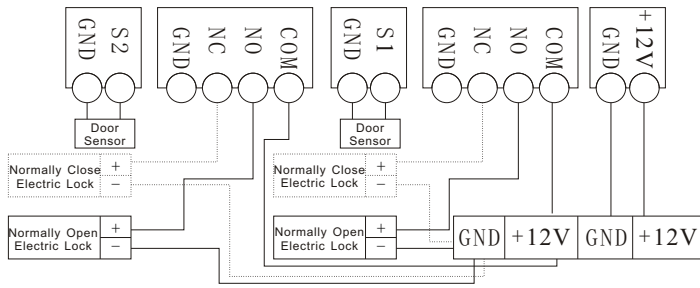 GND S2 GND NC NO COM GND S1 GND NC NO COM GND +12V
Door Sensor Door Sensor
Normally Close Electric Lock + − Normally Close Electric Lock + −
Normally Open Electric Lock + − Normally Open Electric Lock + − GND +12V GND +12V